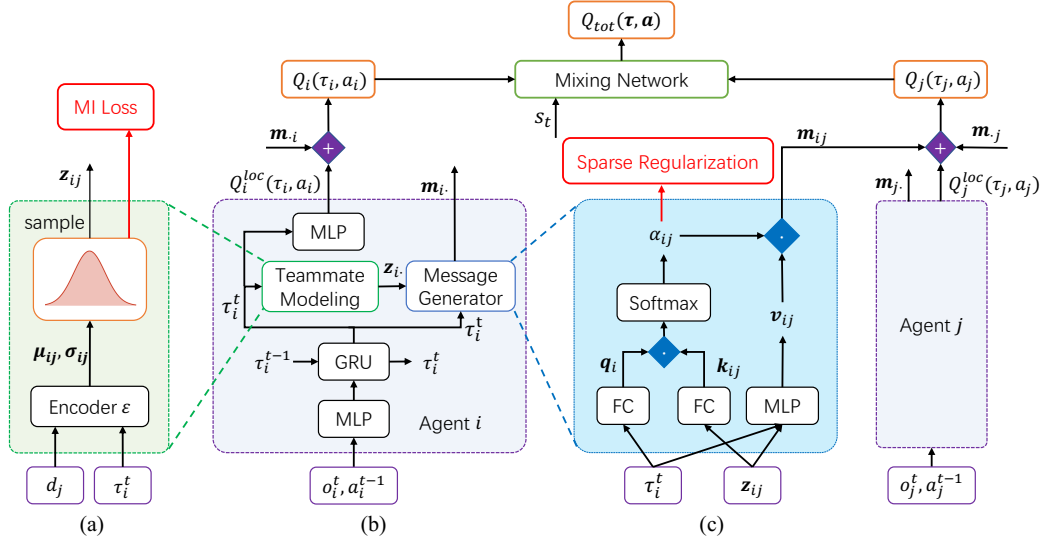 Q_tot(τ, a)
Q_i(τ_i, a_i)
Mixing Network
Q_j(τ_j, a_j)
MI Loss
s_t
m_·i
+
m_ij
+
m_·j
Sparse Regularization
z_ij
Q_i^loc(τ_i, a_i)
m_i·
m_j·
Q_j^loc(τ_j, a_j)
sample
MLP
α_ij
·
Teammate
Modeling
z_i·
Message
Generator
τ_i^t
τ_i^t
Softmax
v_ij
Agent j
μ_ij, σ_ij
τ_i^t-1
GRU
τ_i^t
q_i
·
k_ij
Encoder ε
MLP
Agent i
FC
FC
MLP
d_j
τ_i^t
o_i^t, a_i^t-1
τ_i^t
z_ij
o_j^t, a_j^t-1
(a)
(b)
(c)